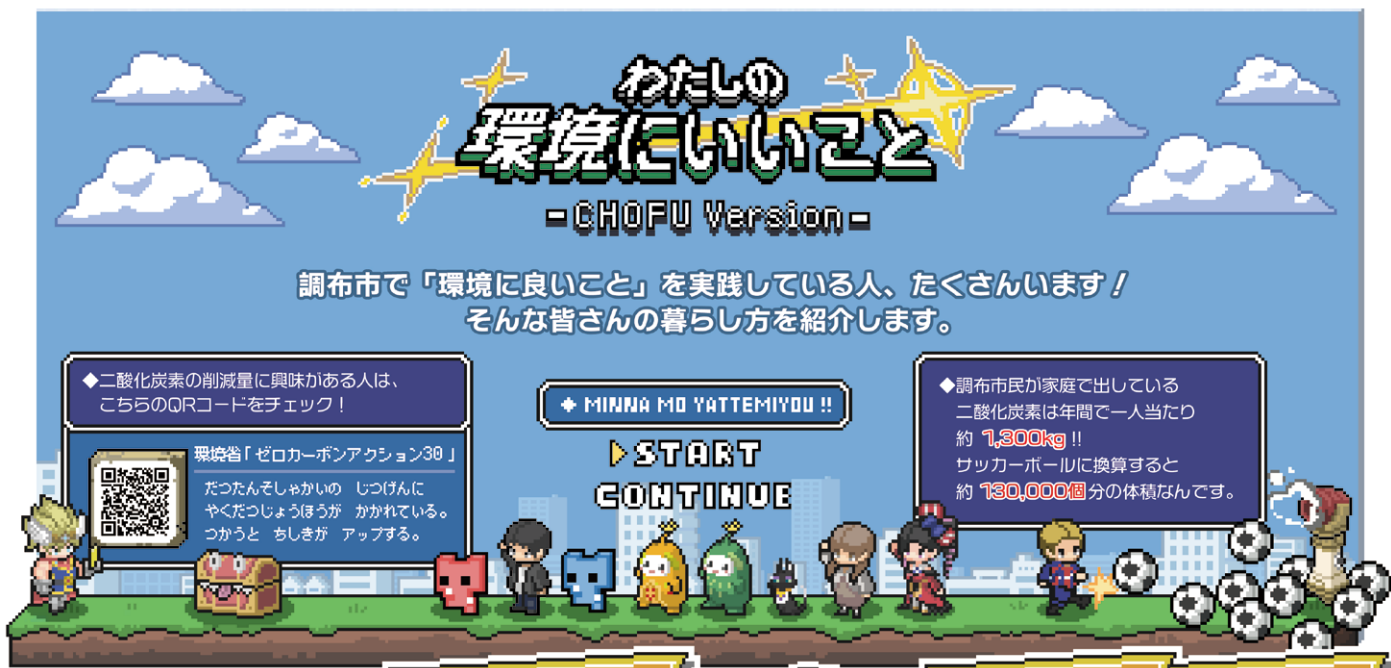 わたしの
環境にいいこと
-CHOFU Version-
調布市で「環境に良いこと」を実践している人、たくさんいます!
そんな皆さんの暮らし方を紹介します。
◆二酸化炭素の削減量に興味がある人は、
こちらのQRコードをチェック!
環境省「ゼロカーボンアクション30」
だつたんそしゃかいの じつげんに
やくだつじょうほうが かかれている。
つかうと ちしきが アップする。
MINNA MO YATTEMIYOU !!
START
CONTINUE
◆調布市民が家庭で出している
二酸化炭素は年間で一人当たり
約 1,300kg !!
サッカーボールに換算すると
約 130,000個分の体積なんです。